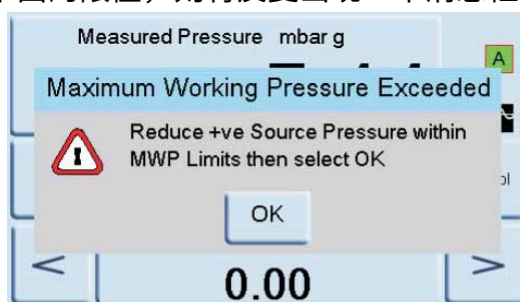 Measured Pressure mbar g
A
Maximum Working Pressure Exceeded
Reduce +ve Source Pressure within
MWP Limits then select OK
OK
< 0.00 >